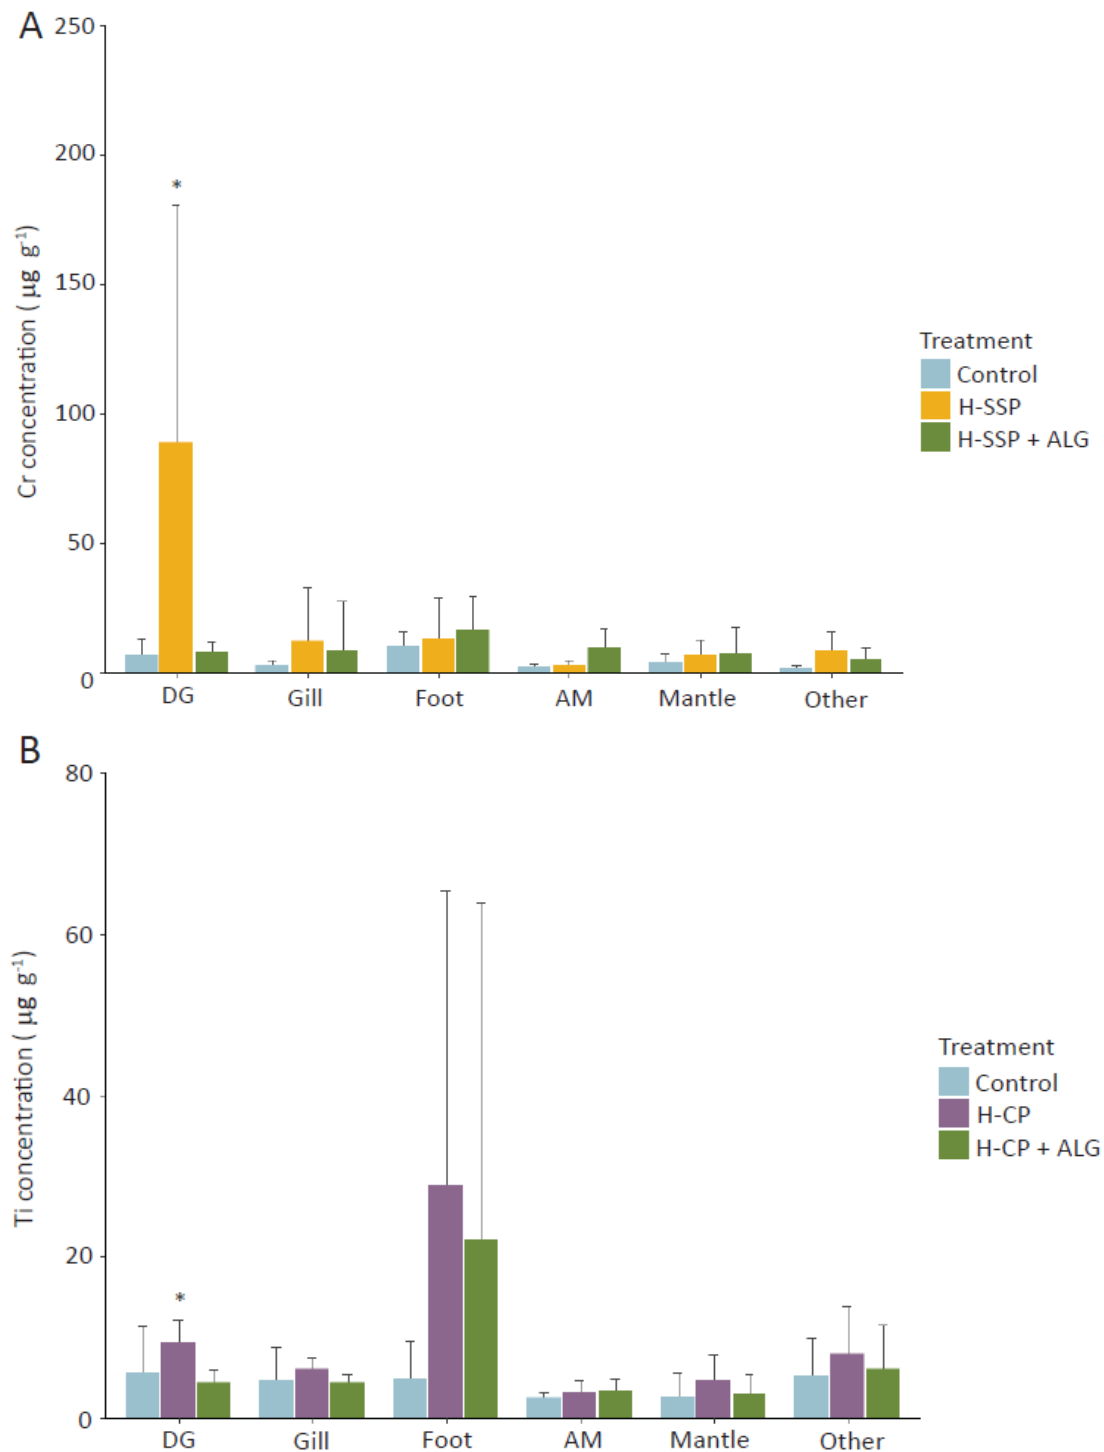 A
250
200
150
100
50
0
Cr concentration ( µg g⁻¹)
*
DG Gill Foot AM Mantle Other
Treatment
Control
H-SSP
H-SSP + ALG
B
80
60
40
20
0
Ti concentration ( µg g⁻¹)
*
DG Gill Foot AM Mantle Other
Treatment
Control
H-CP
H-CP + ALG